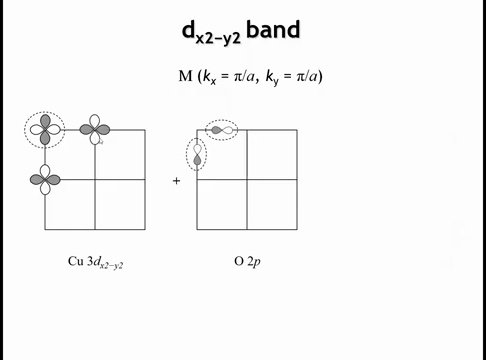 dx2–y2 band
M (kx = π/a, ky = π/a)
+
Cu 3dx2–y2
O 2p